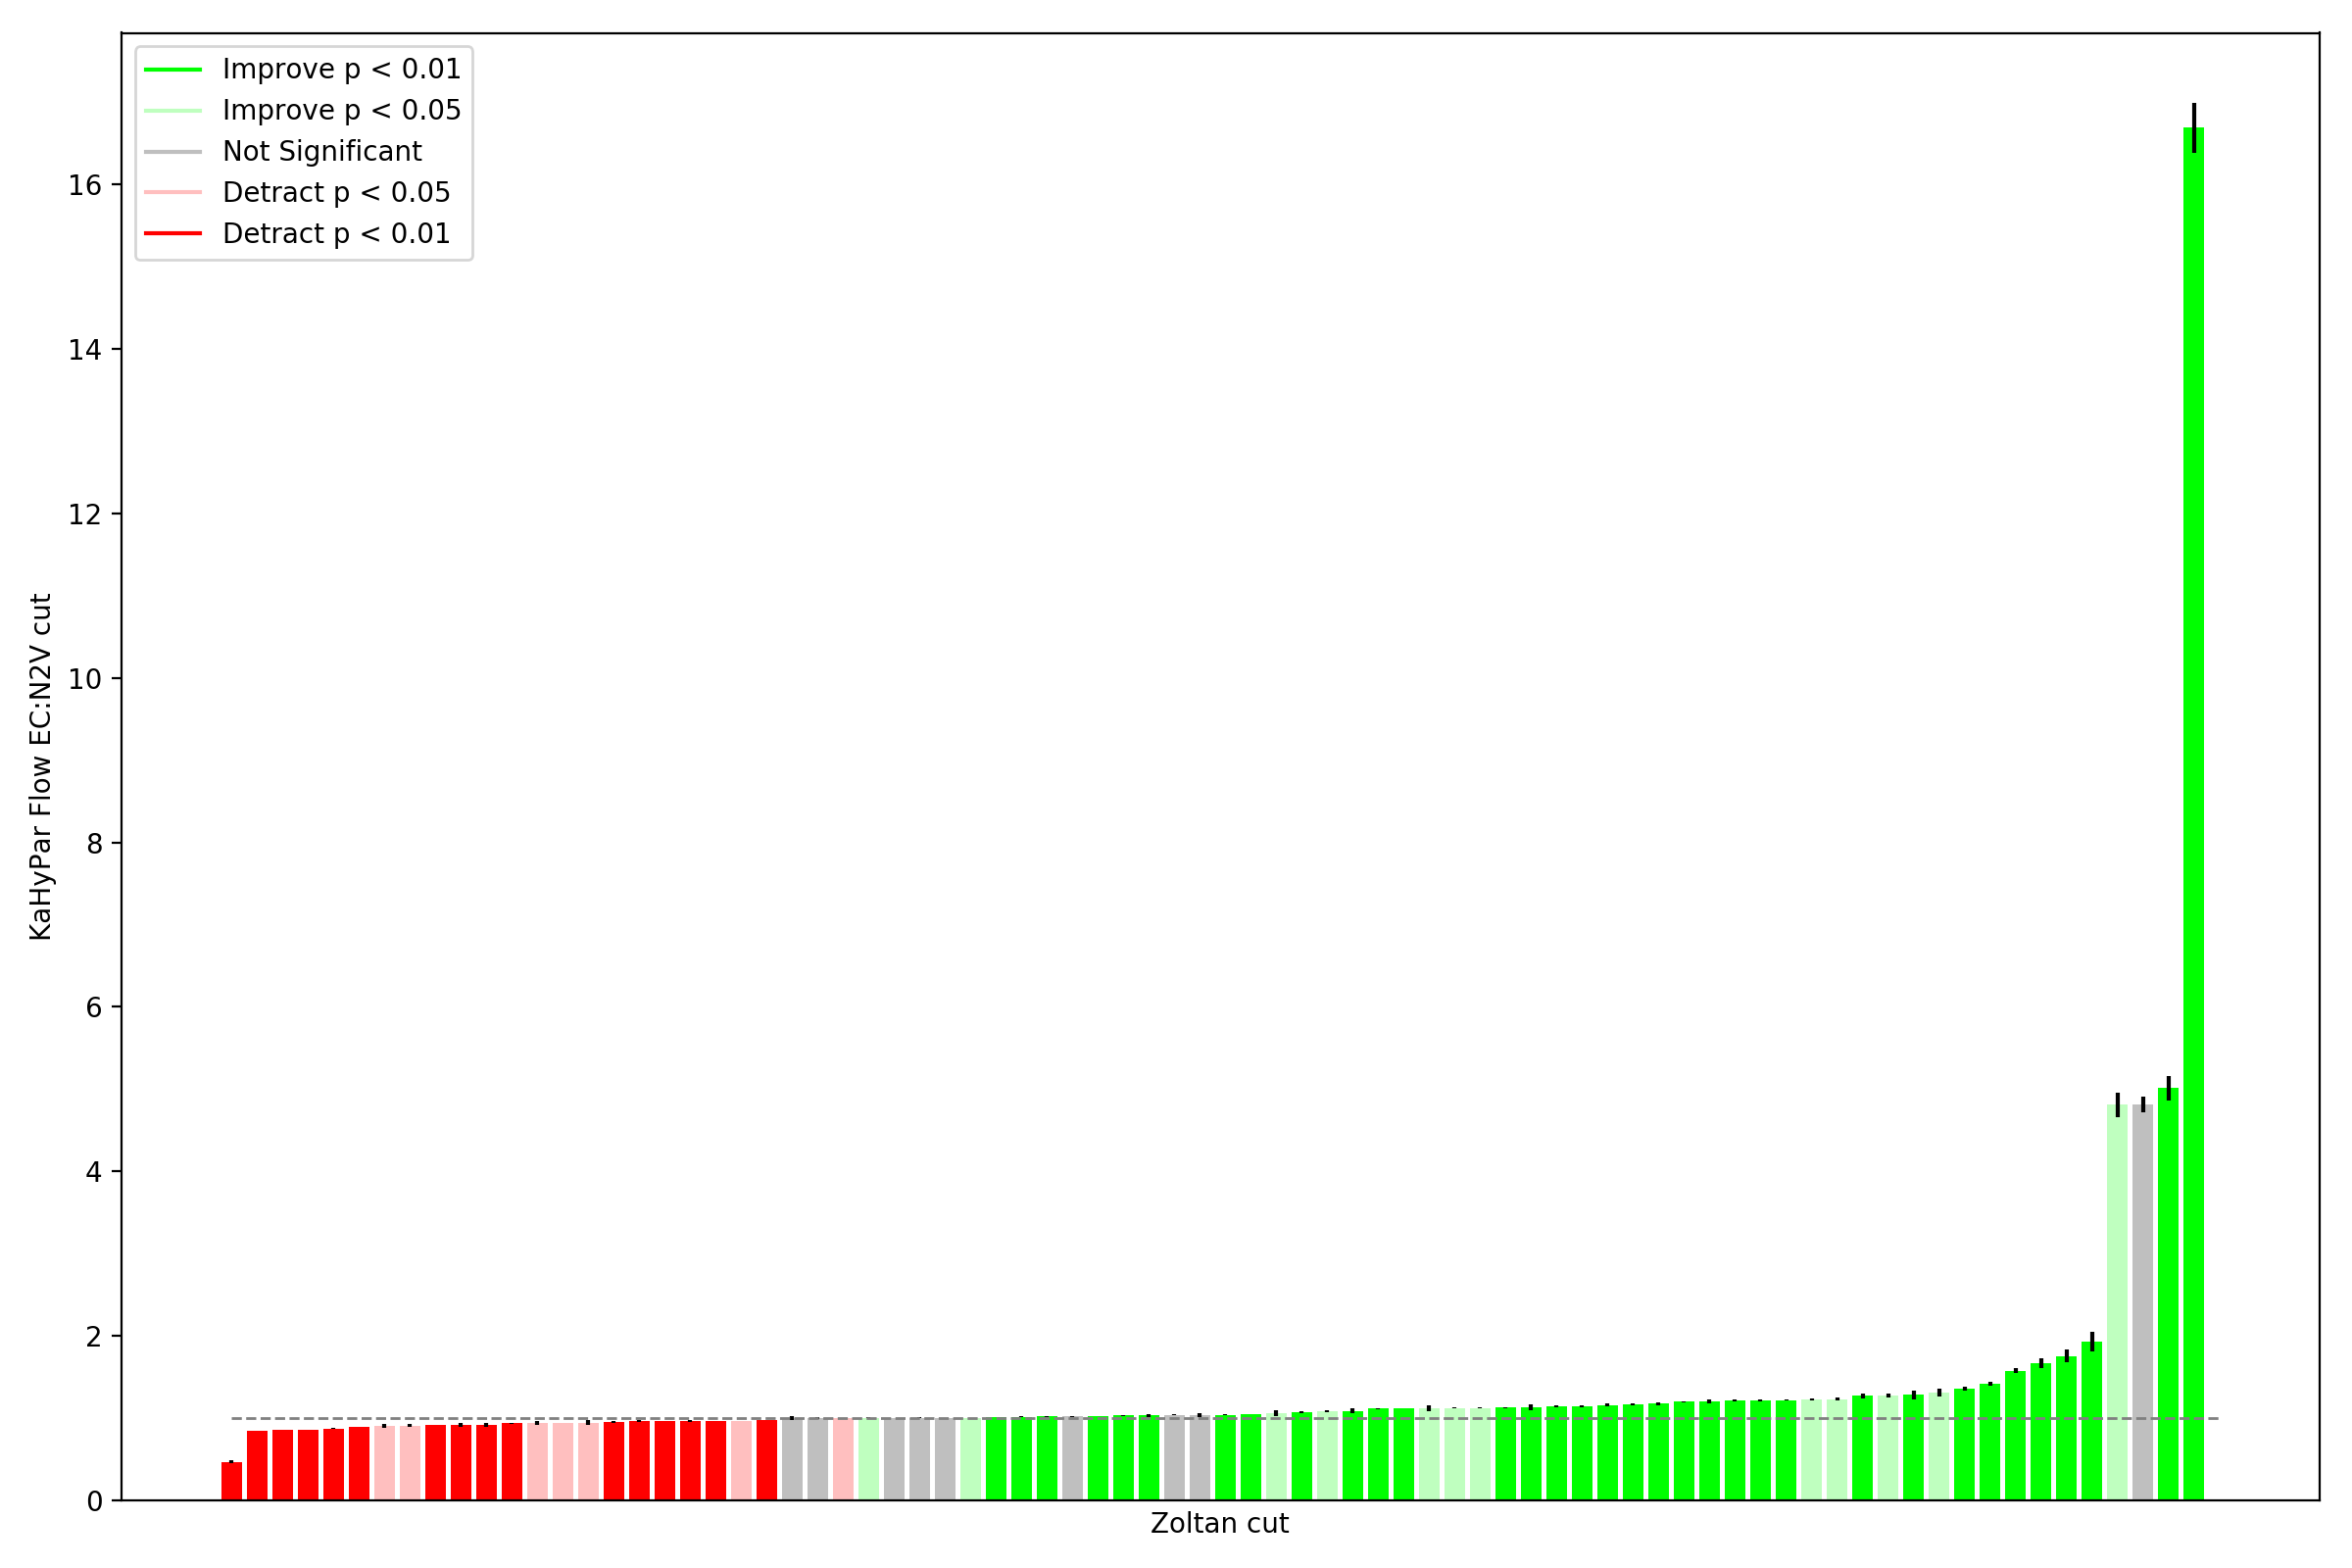 Improve p < 0.01
Improve p < 0.05
Not Significant
Detract p < 0.05
Detract p < 0.01
16
14
12
10
8
6
4
2
0
KaHyPar Flow EC:N2V cut
Zoltan cut